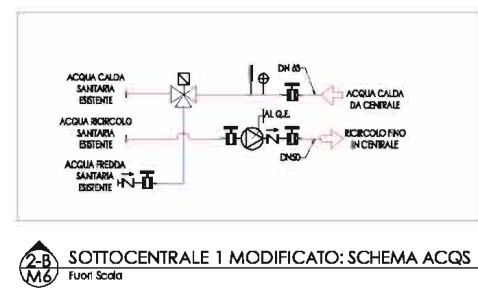 ACQUA CALDA
SANITARIA
ESISTENTE
DN 65
ACQUA CALDA
DA CENTRALE
ACQUA RICIRCOLO
SANITARIA
ESISTENTE
AL Q.E.
RICIRCOLO FINO
IN CENTRALE
DN50
ACQUA FREDDA
SANITARIA
ESISTENTE
2-B
M6
SOTTOCENTRALE 1 MODIFICATO: SCHEMA ACQS
Fuori Scala